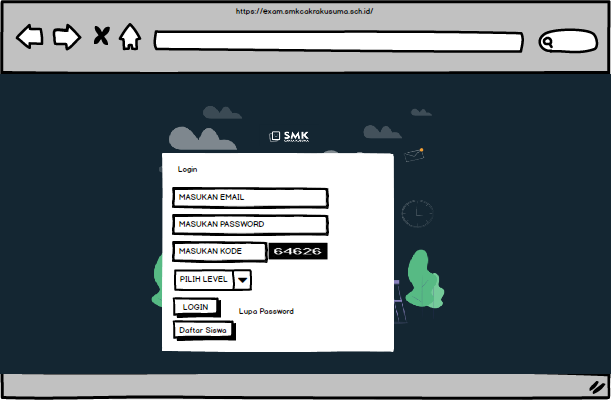 https://exam.smkcakrakusuma.sch.id/
SMK
Login
MASUKAN EMAIL
MASUKAN PASSWORD
MASUKAN KODE
64626
PILIH LEVEL
LOGIN
Lupa Password
Daftar Siswa